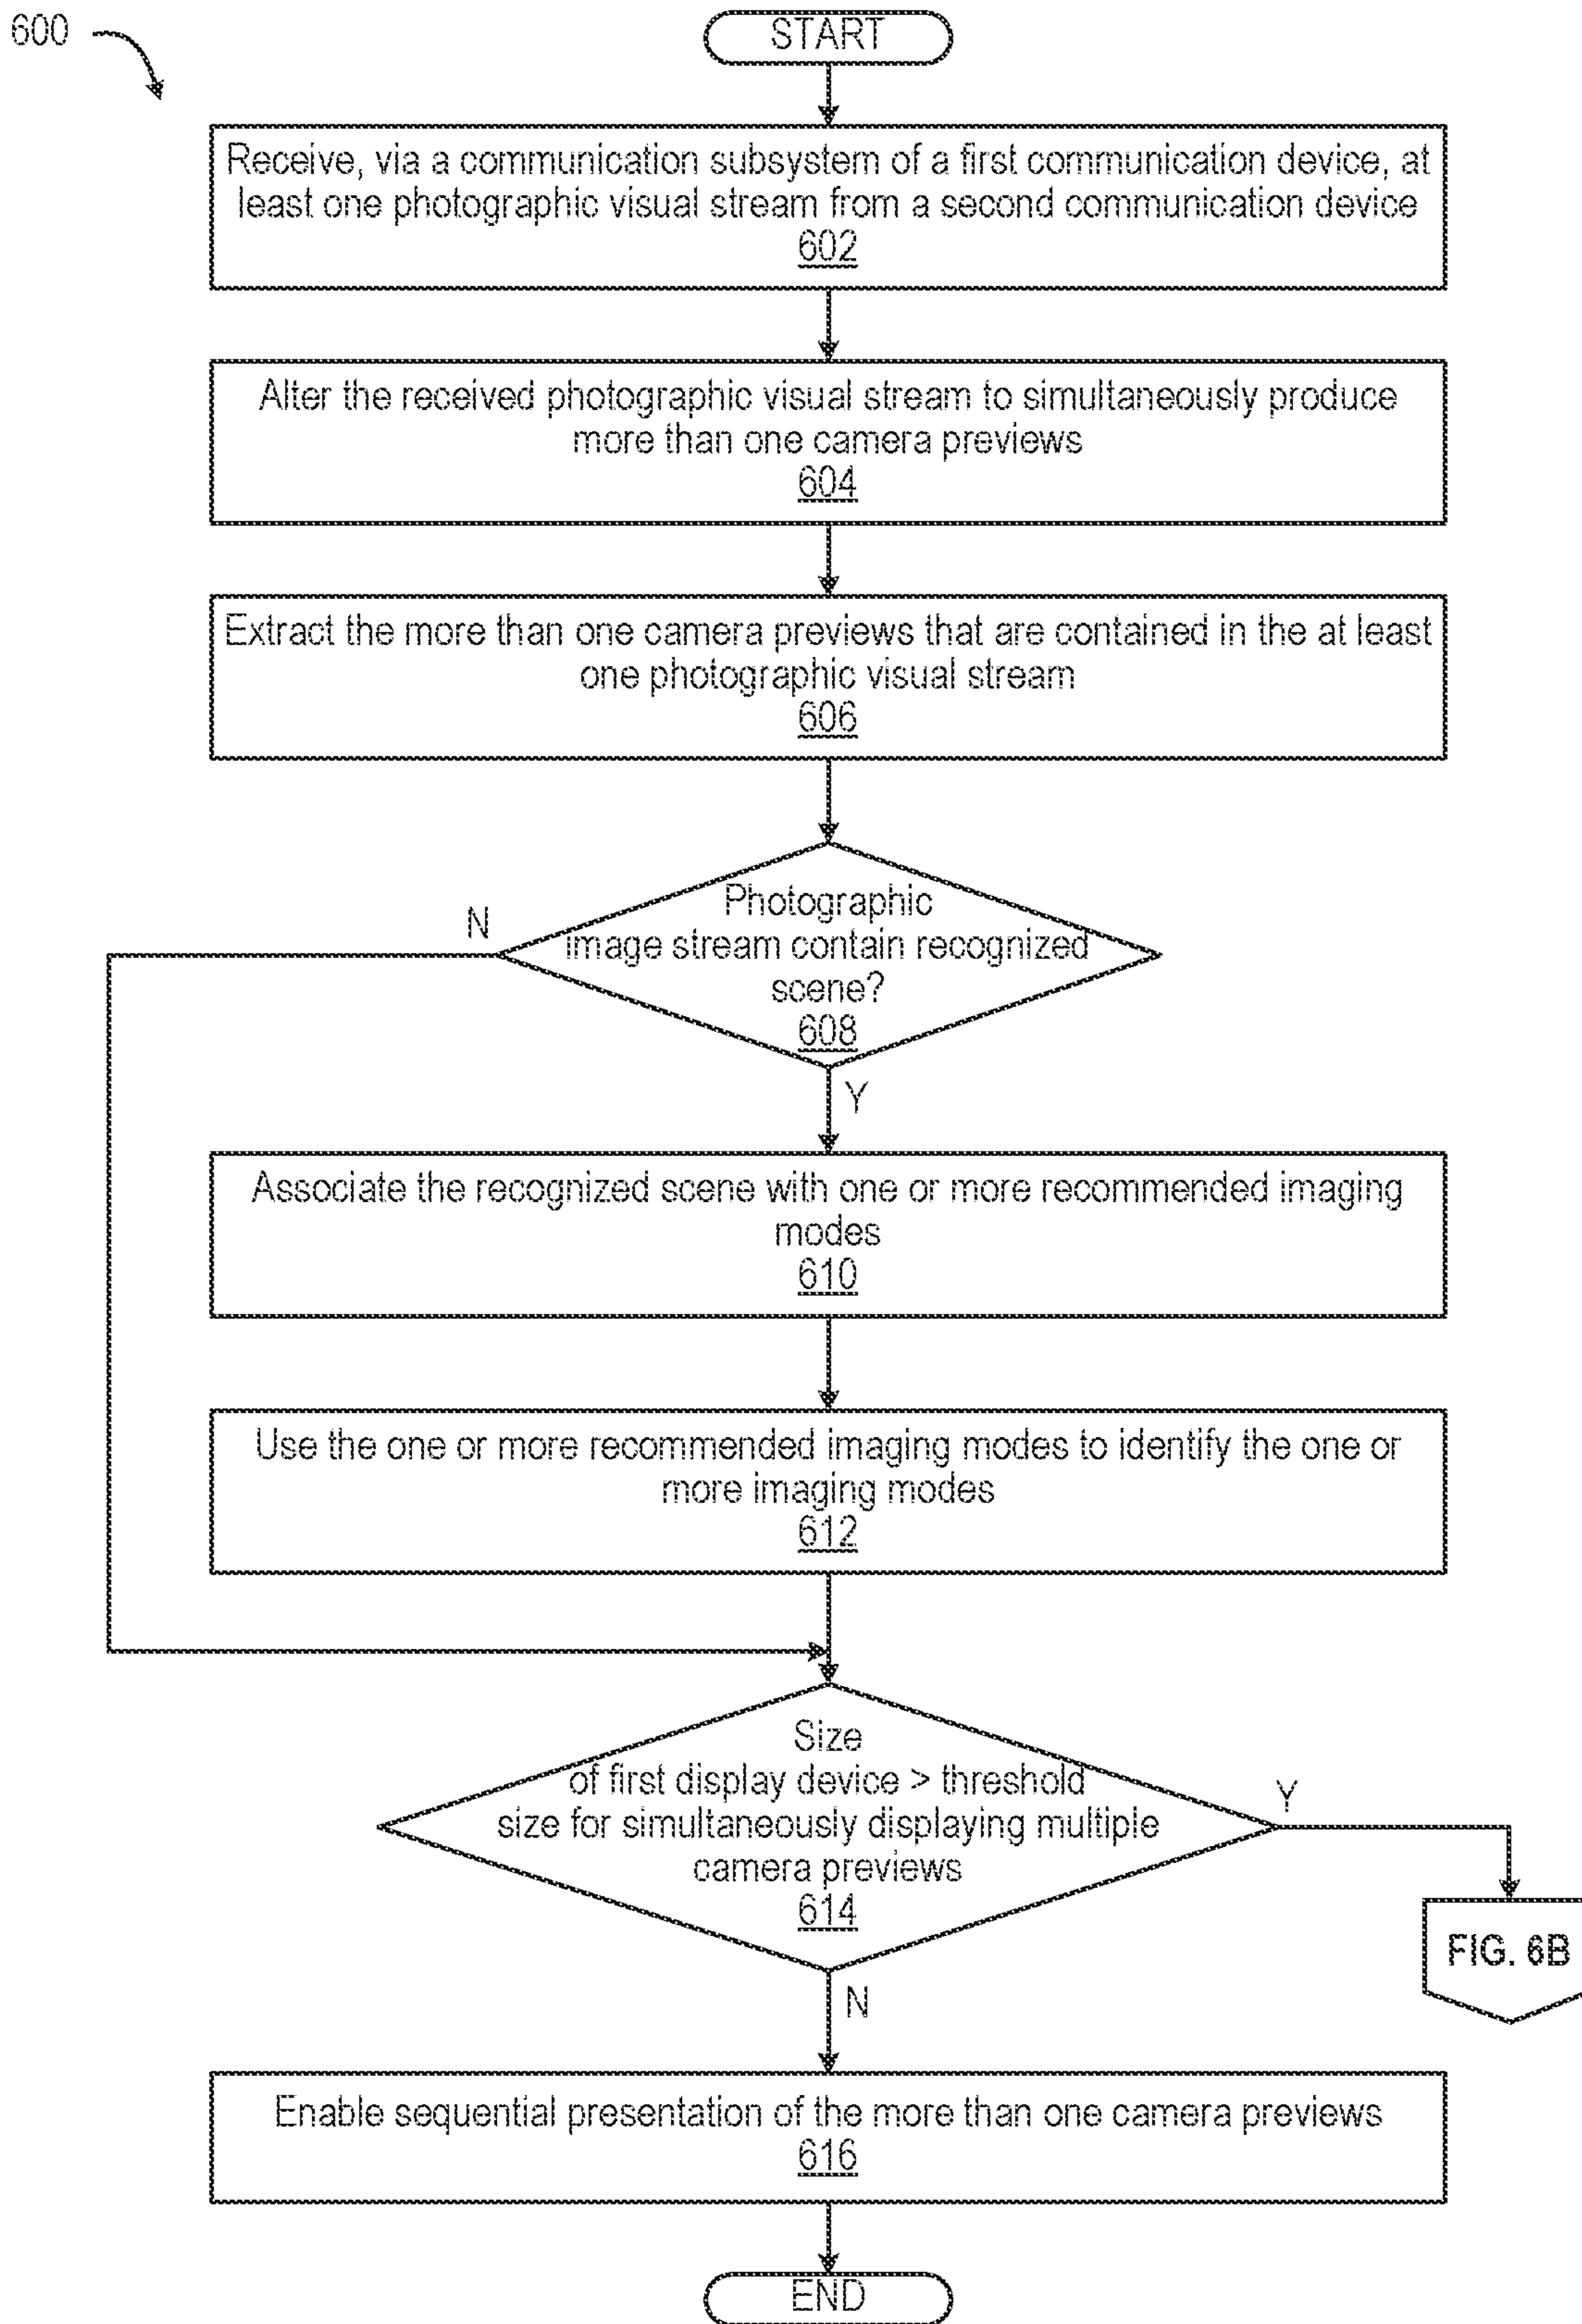 600
START
Receive, via a communication subsystem of a first communication device, at
least one photographic visual stream from a second communication device
602
Alter the received photographic visual stream to simultaneously produce
more than one camera previews
604
Extract the more than one camera previews that are contained in the at least
one photographic visual stream
606
Photographic
image stream contain recognized
scene?
608
N
Y
Associate the recognized scene with one or more recommended imaging
modes
610
Use the one or more recommended imaging modes to identify the one or
more imaging modes
612
Size
of first display device > threshold
size for simultaneously displaying multiple
camera previews
614
Y
FIG. 6B
N
Enable sequential presentation of the more than one camera previews
616
END